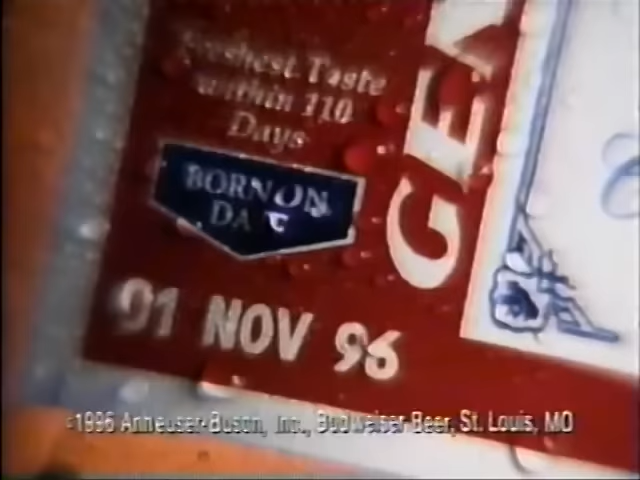 Freshest Taste
within 110
Days
BORN ON
DATE
01 NOV 96
GEN
©1996 Anheuser-Busch, Inc., Budweiser Beer, St. Louis, MO